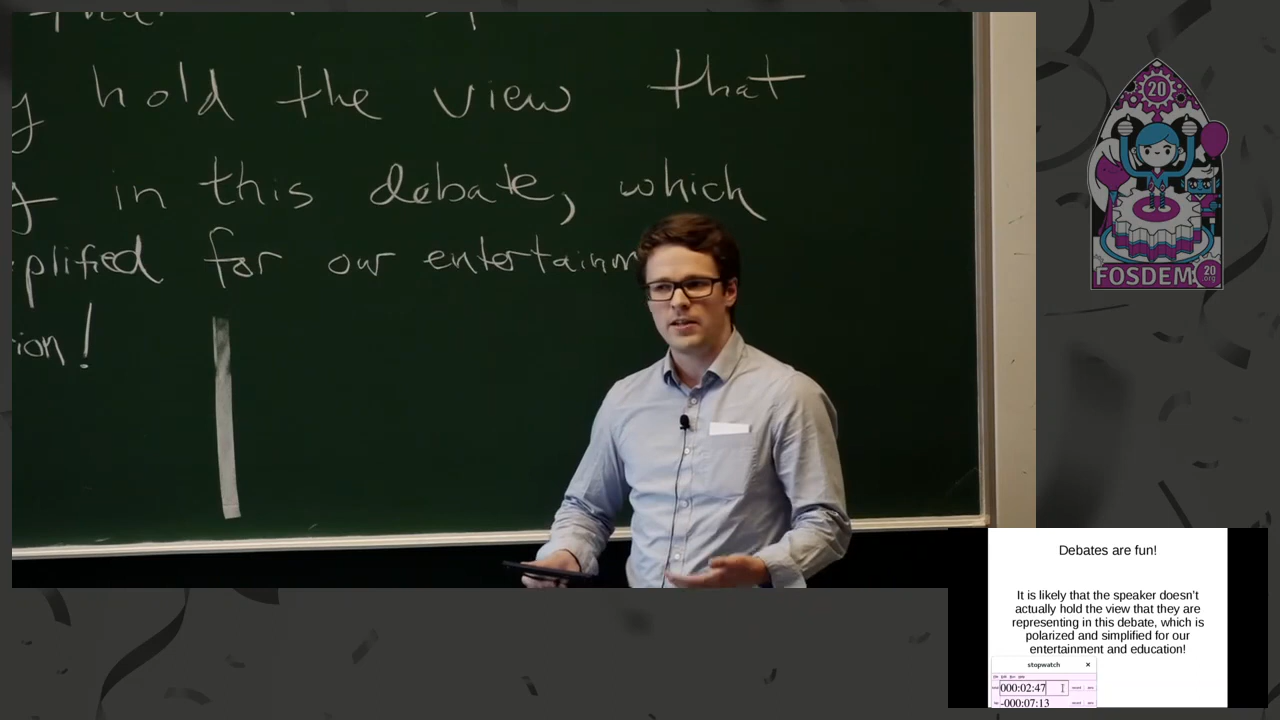 y hold the view that
in this debate, which
plified for our entertainm
ion!
20
FOSDEM 20
.org
Debates are fun!
It is likely that the speaker doesn't
actually hold the view that they are
representing in this debate, which is
polarized and simplified for our
entertainment and education!
stopwatch
000:02:47
-000:07:13